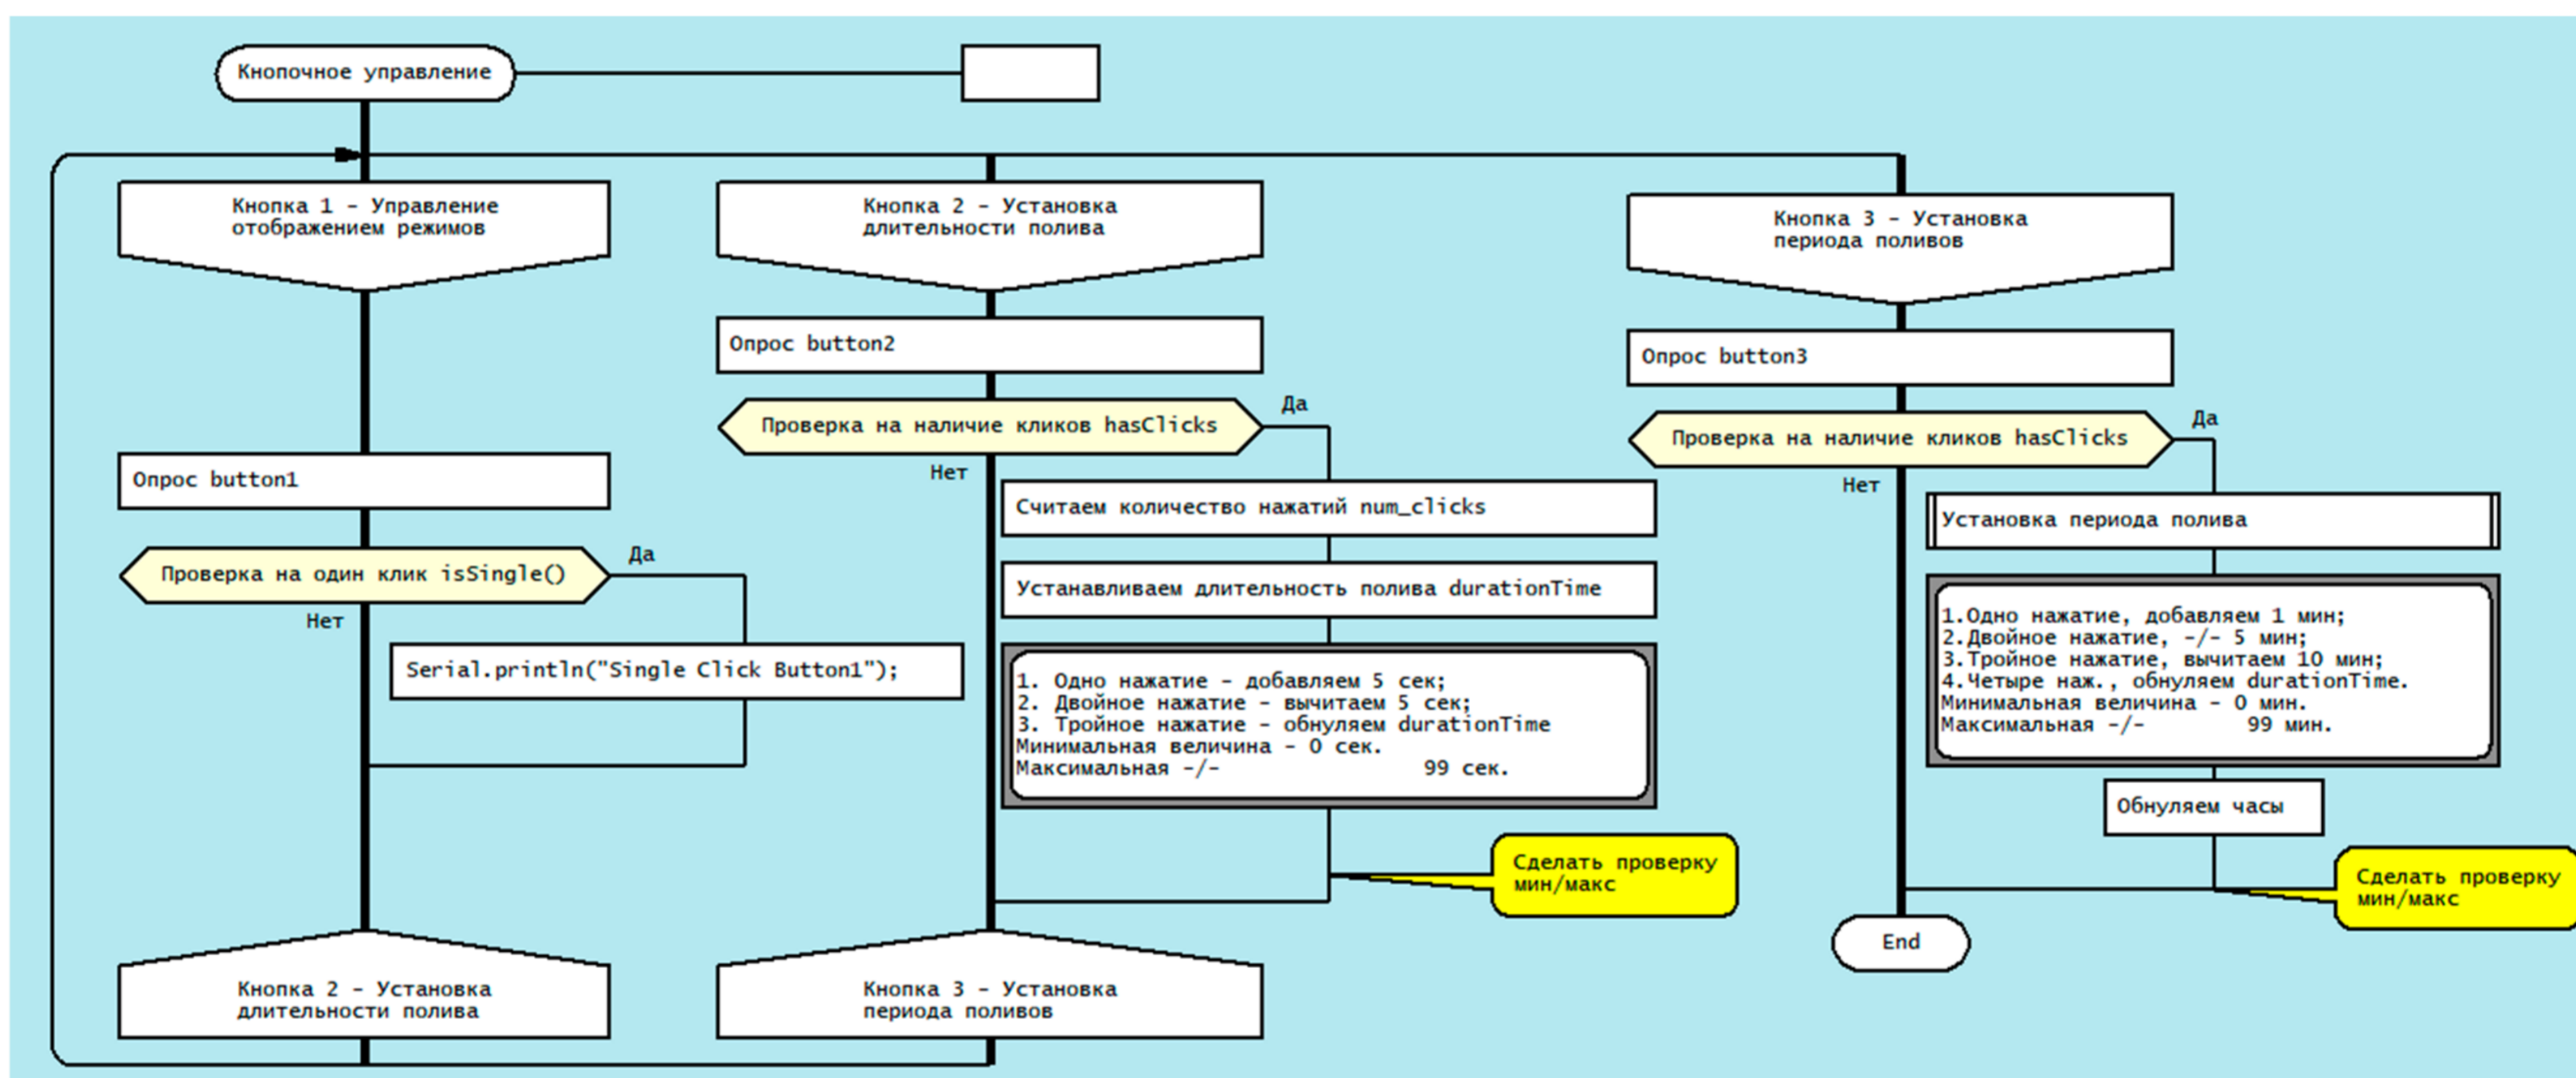 Кнопочное управление
Кнопка 1 - Управление
отображением режимов
Опрос button1
Проверка на один клик isSingle()
Да
Нет
Serial.println("Single Click Button1");
Кнопка 2 - Установка
длительности полива
Кнопка 2 - Установка
длительности полива
Опрос button2
Проверка на наличие кликов hasClicks
Да
Нет
Считаем количество нажатий num_clicks
Устанавливаем длительность полива durationTime
1. Одно нажатие - добавляем 5 сек;
2. Двойное нажатие - вычитаем 5 сек;
3. Тройное нажатие - обнуляем durationTime
Минимальная величина - 0 сек.
Максимальная -/- 99 сек.
Сделать проверку
мин/макс
Кнопка 3 - Установка
периода поливов
Кнопка 3 - Установка
периода поливов
Опрос button3
Проверка на наличие кликов hasClicks
Да
Нет
Установка периода полива
1.Одно нажатие, добавляем 1 мин;
2.Двойное нажатие, -/- 5 мин;
3.Тройное нажатие, вычитаем 10 мин;
4.Четыре наж., обнуляем durationTime.
Минимальная величина - 0 мин.
Максимальная -/- 99 мин.
Обнуляем часы
Сделать проверку
мин/макс
End